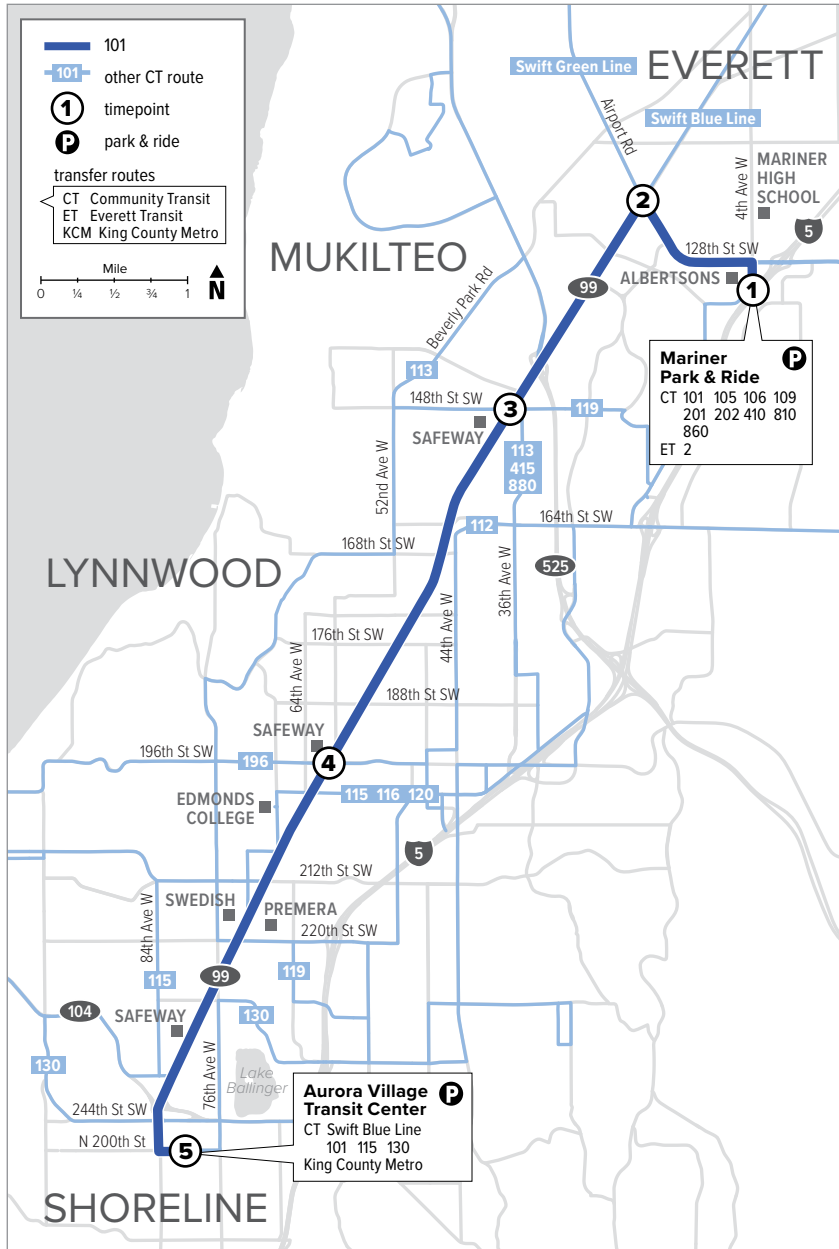 101
101 other CT route
1 timepoint
P park & ride
transfer routes
CT Community Transit
ET Everett Transit
KCM King County Metro
Mile
0 ¼ ½ ¾ 1
N
Swift Green Line
EVERETT
Airport Rd
Swift Blue Line
MARINER
HIGH
SCHOOL
4th Ave W
2
5
128th St SW
MUKILTEO
ALBERTSONS
99
1
Beverly Park Rd
Mariner
Park & Ride
P
CT 101 105 106 109
201 202 410 810
860
ET 2
113
148th St SW
3
119
SAFEWAY
113
415
880
52nd Ave W
112
164th St SW
168th St SW
LYNNWOOD
525
36th Ave W
44th Ave W
176th St SW
64th Ave W
188th St SW
SAFEWAY
196th St SW
196
4
EDMONDS
COLLEGE
115 116 120
5
212th St SW
SWEDISH
PREMERA
84th Ave W
220th St SW
115
99
119
104
SAFEWAY
130
130
76th Ave W
Lake
Ballinger
244th St SW
N 200th St
5
Aurora Village
Transit Center
P
CT Swift Blue Line
101 115 130
King County Metro
SHORELINE